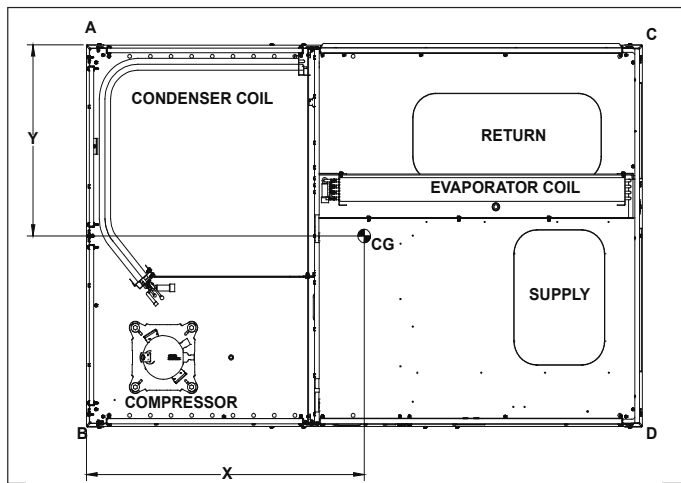 A
C
CONDENSER COIL
RETURN
Y
EVAPORATOR COIL
CG
SUPPLY
COMPRESSOR
B
D
X